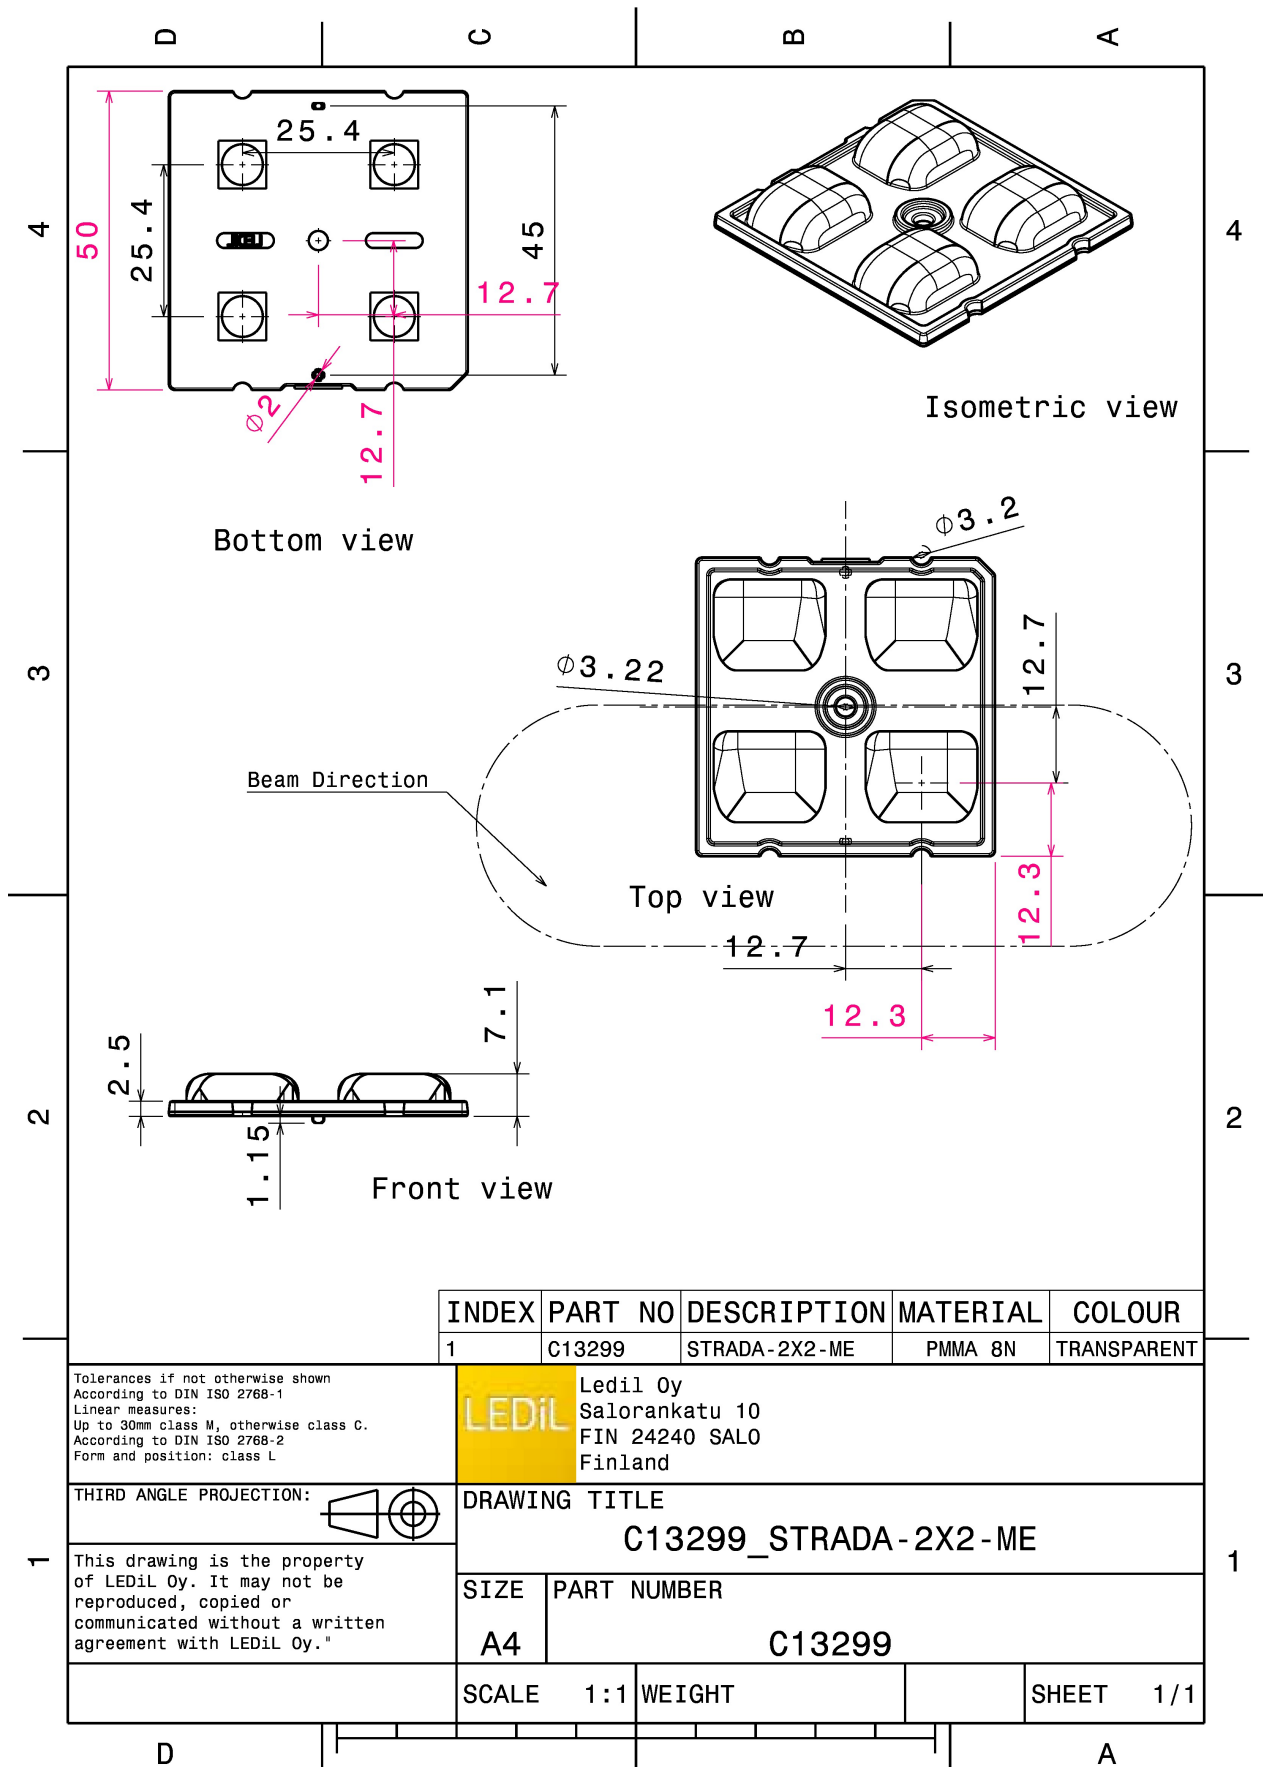 D
C
B
A
4
4
25.4
50
25.4
45
12.7
⌀2
12.7
Isometric view
Bottom view
⌀3.2
12.7
3
3
⌀3.22
Beam Direction
Top view
12.3
12.7
12.3
7.1
2.5
1.15
2
2
Front view
INDEX PART NO DESCRIPTION MATERIAL COLOUR
1 C13299 STRADA-2X2-ME PMMA 8N TRANSPARENT
Tolerances if not otherwise shown
According to DIN ISO 2768-1
Linear measures:
Up to 30mm class M, otherwise class C.
According to DIN ISO 2768-2
Form and position: class L
LEDiL
Ledil Oy
Salorankatu 10
FIN 24240 SALO
Finland
THIRD ANGLE PROJECTION:
DRAWING TITLE
C13299_STRADA-2X2-ME
This drawing is the property
of LEDiL Oy. It may not be
reproduced, copied or
communicated without a written
agreement with LEDiL Oy."
1
1
SIZE PART NUMBER
A4 C13299
SCALE 1:1 WEIGHT SHEET 1/1
D
A